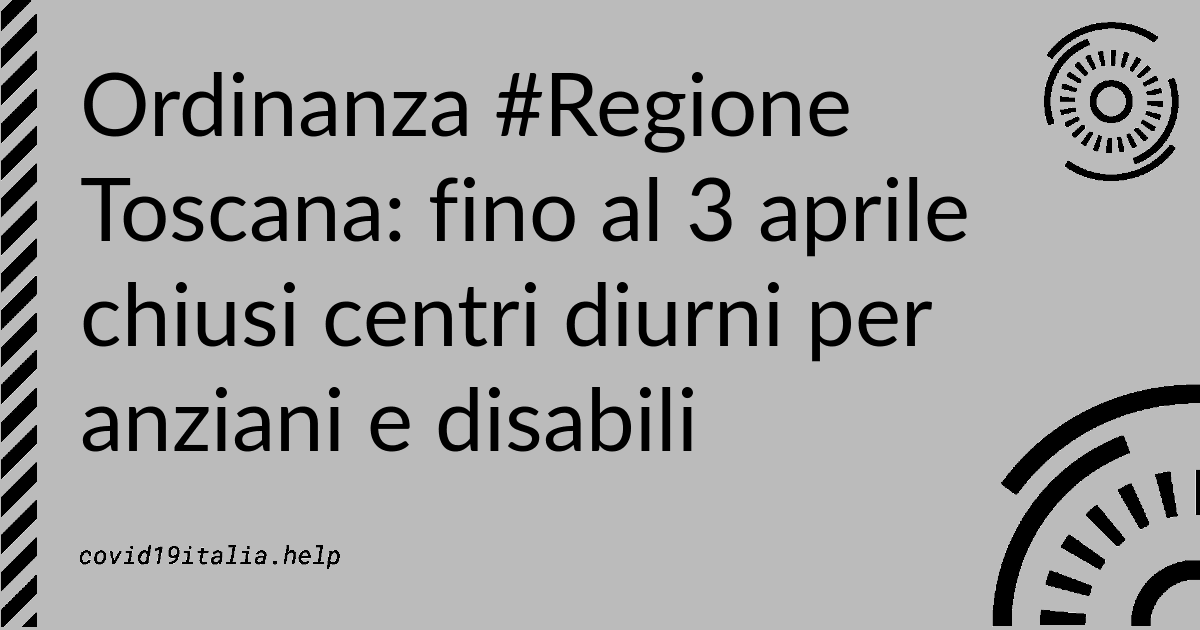 Ordinanza #Regione
Toscana: fino al 3 aprile
chiusi centri diurni per
anziani e disabili
covid19italia.help